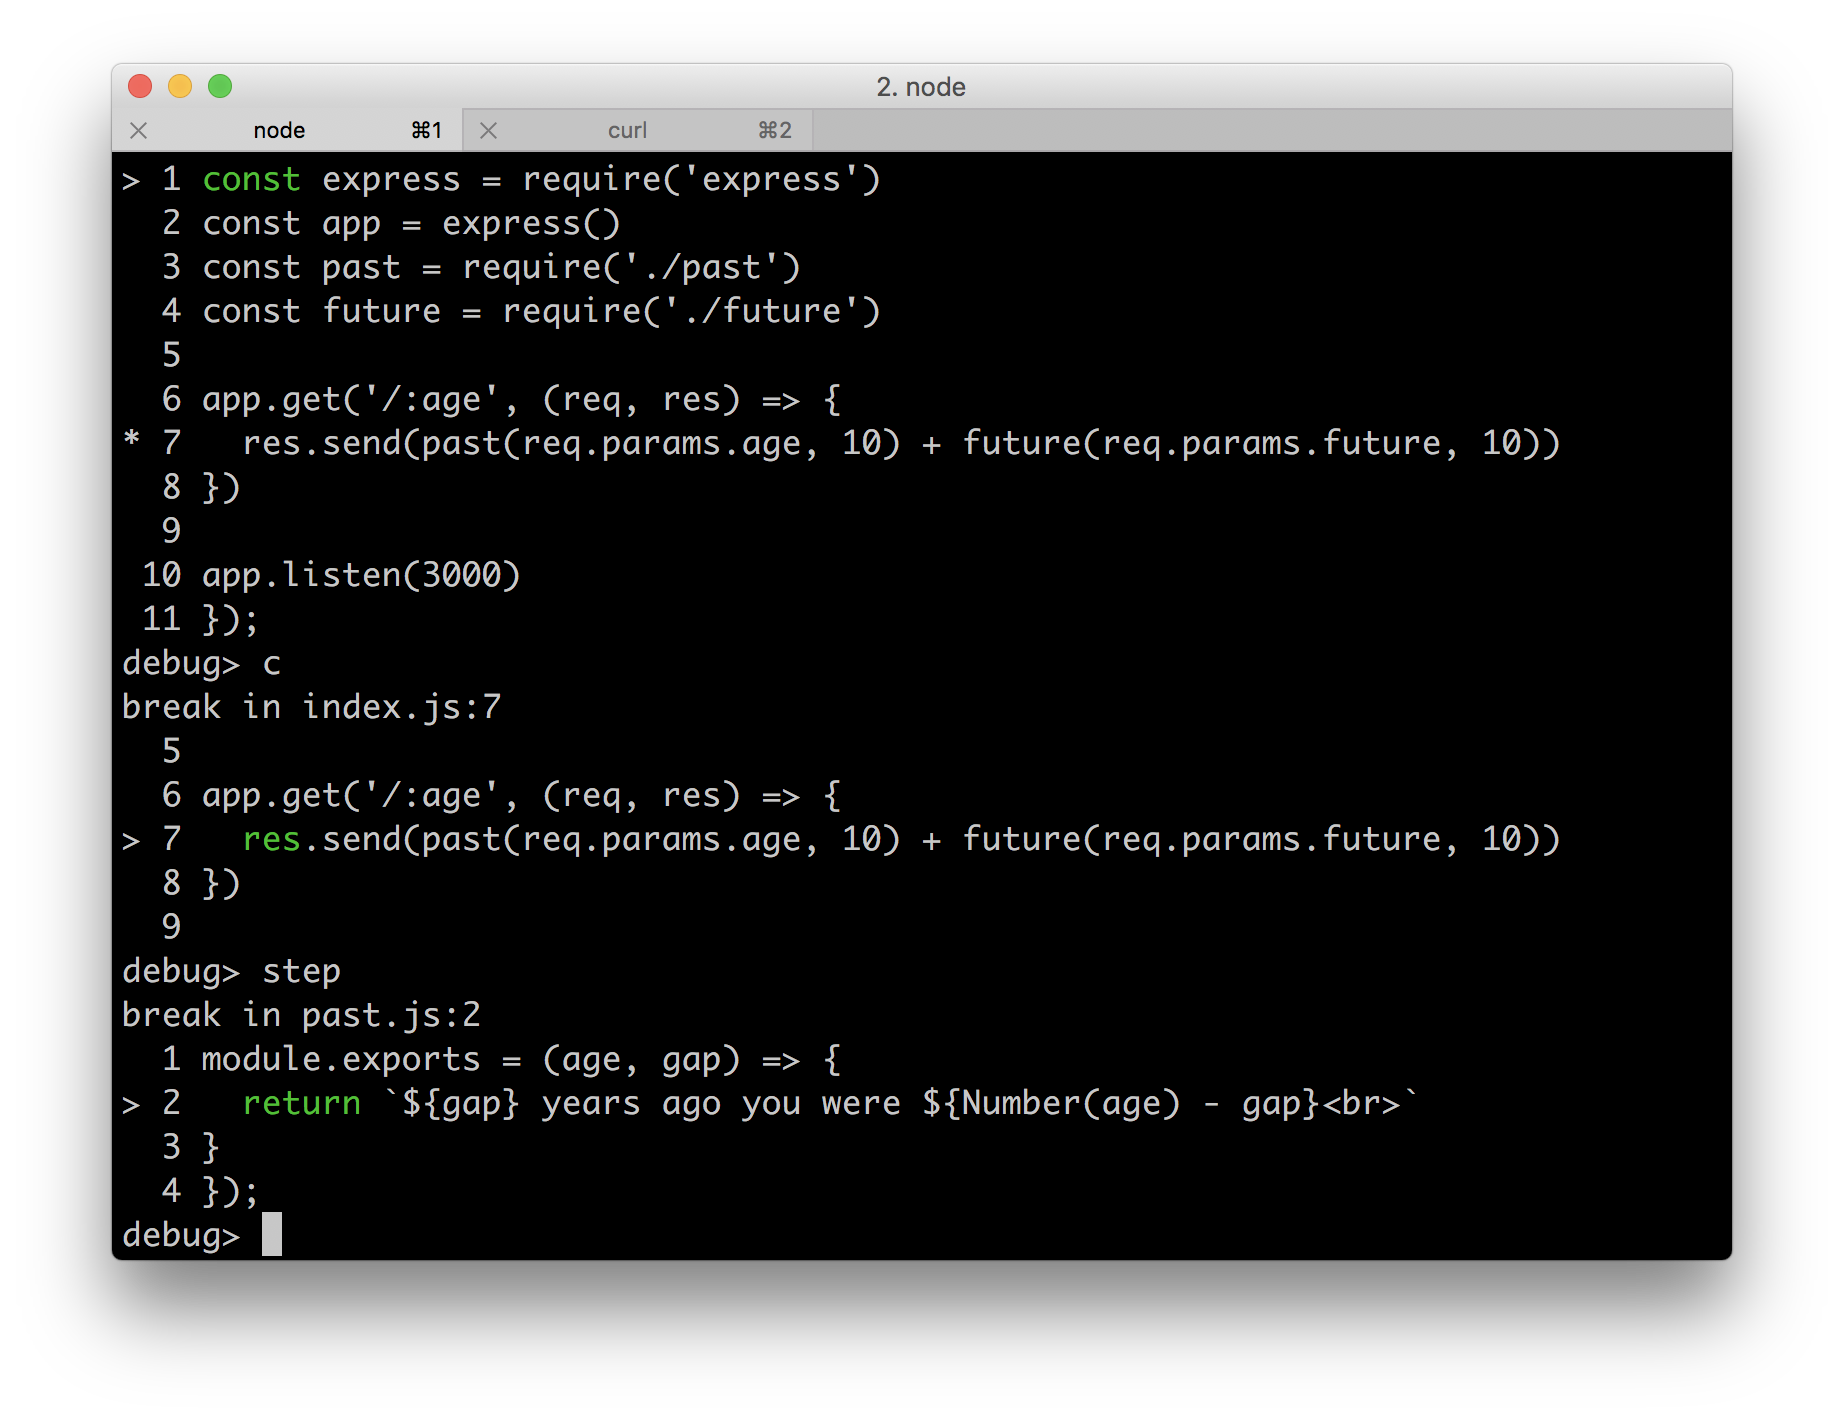 2. node
node ⌘1 curl ⌘2
> 1 const express = require('express')
  2 const app = express()
  3 const past = require('./past')
  4 const future = require('./future')
  5
  6 app.get('/:age', (req, res) => {
* 7   res.send(past(req.params.age, 10) + future(req.params.future, 10))
  8 })
  9
 10 app.listen(3000)
 11 });
debug> c
break in index.js:7
  5
  6 app.get('/:age', (req, res) => {
> 7   res.send(past(req.params.age, 10) + future(req.params.future, 10))
  8 })
  9
debug> step
break in past.js:2
  1 module.exports = (age, gap) => {
> 2   return `${gap} years ago you were ${Number(age) - gap}<br>`
  3 }
  4 });
debug>